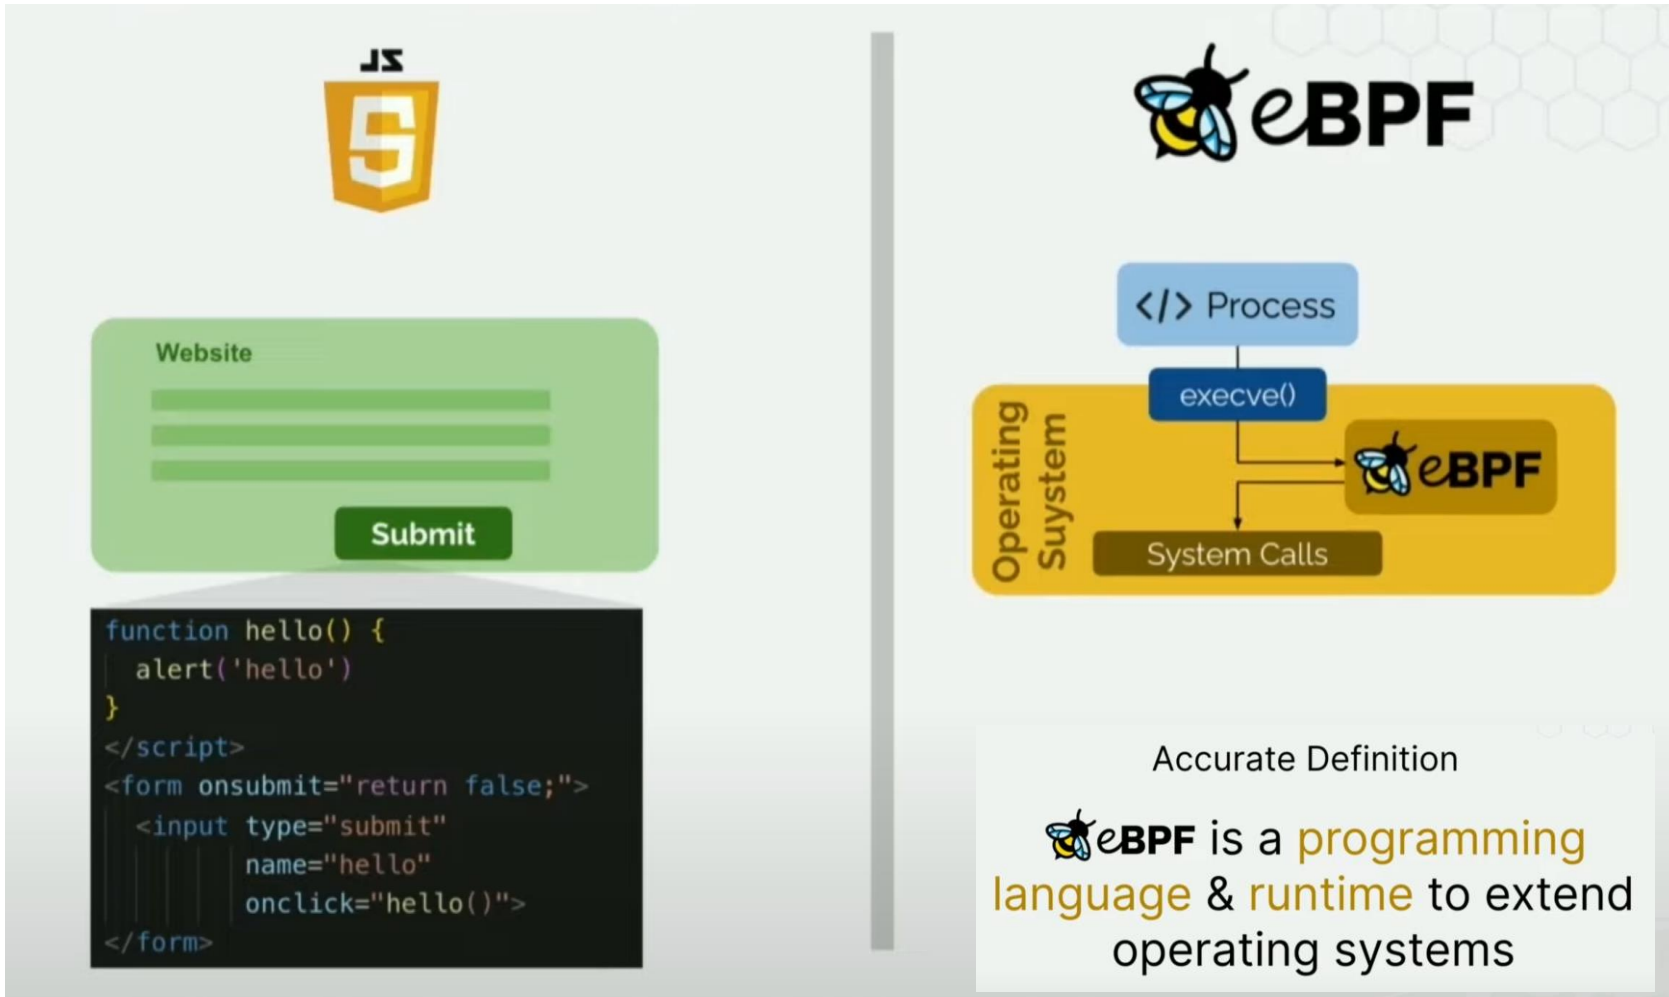 JS
Website
Submit
function hello() {
alert('hello')
}
</script>
<form onsubmit="return false;">
<input type="submit"
name="hello"
onclick="hello()">
</form>
eBPF
</> Process
execve()
Operating
Suystem
eBPF
System Calls
Accurate Definition
eBPF is a programming
language & runtime to extend
operating systems